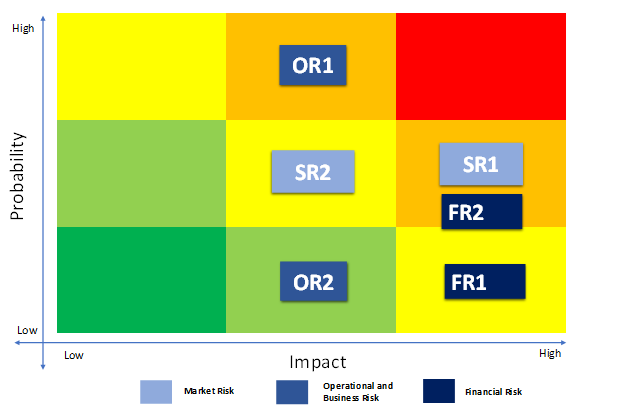 High
OR1
SR2
SR1
FR2
OR2
FR1
Probability
Low
Low
Impact
High
Market Risk
Operational and
Business Risk
Financial Risk